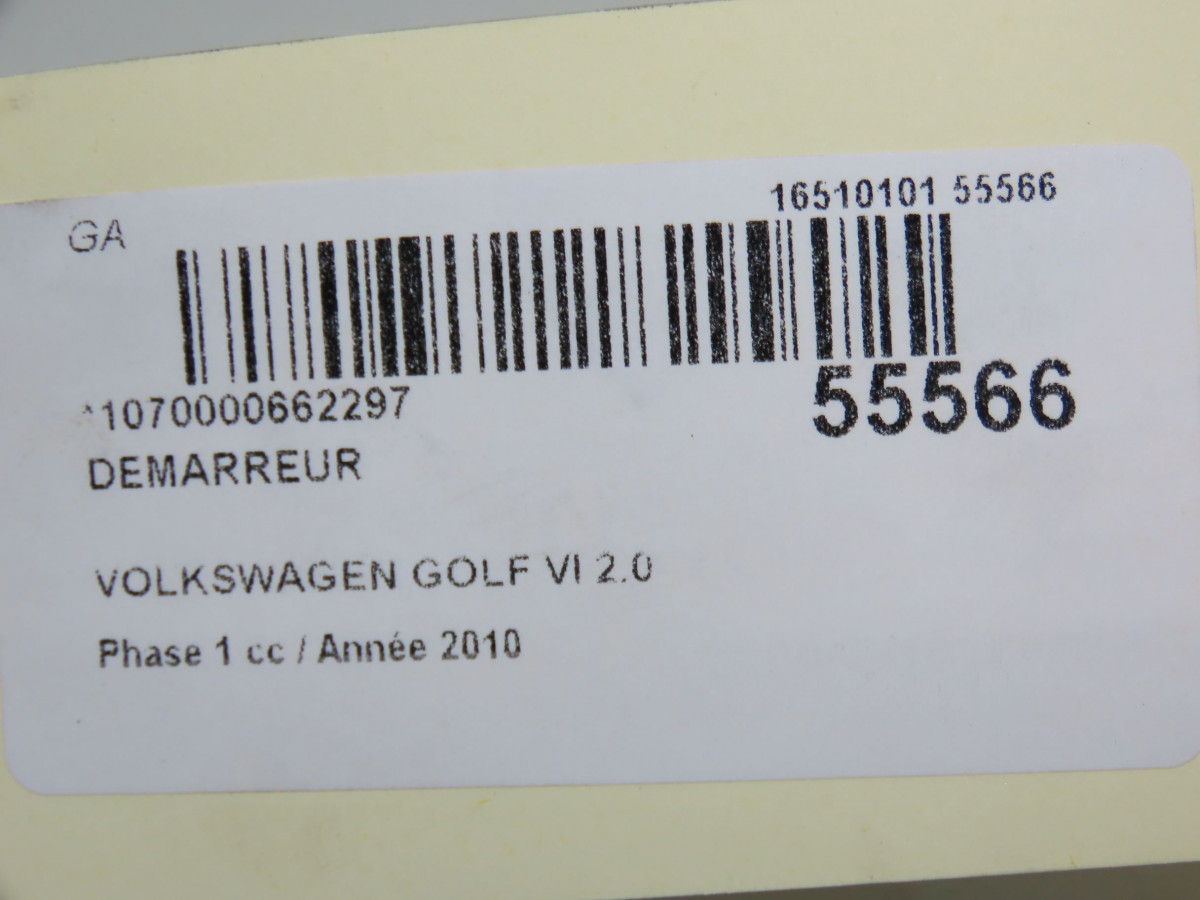 16510101 55566
GA
55566
*1070000662297
DEMARREUR
VOLKSWAGEN GOLF VI 2.0
Phase 1 cc / Année 2010